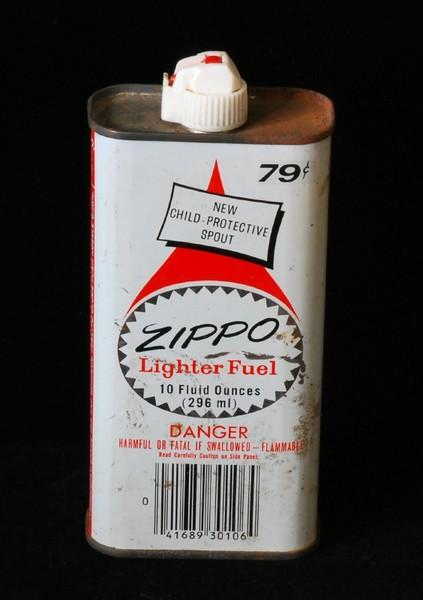 79¢
NEW
CHILD-PROTECTIVE
SPOUT
ZIPPO
Lighter Fuel
10 Fluid Ounces
(296 ml)
DANGER
HARMFUL OR FATAL IF SWALLOWED – FLAMMABLE
Read Carefully Caution on Side Panel
0
41689 30106